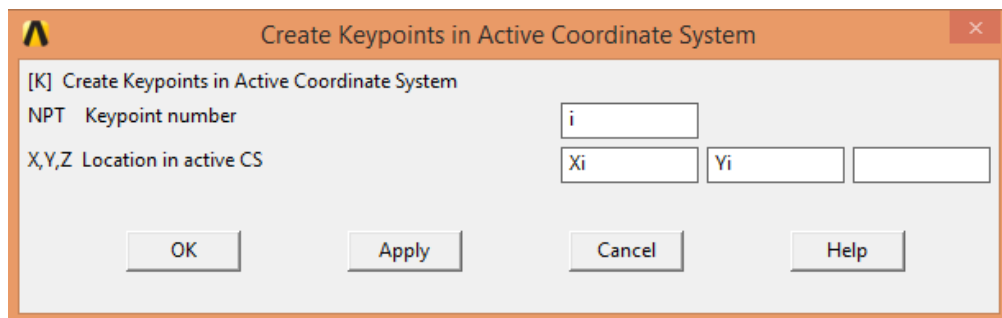 Create Keypoints in Active Coordinate System
[K] Create Keypoints in Active Coordinate System
NPT Keypoint number i
X,Y,Z Location in active CS Xi Yi
OK Apply Cancel Help